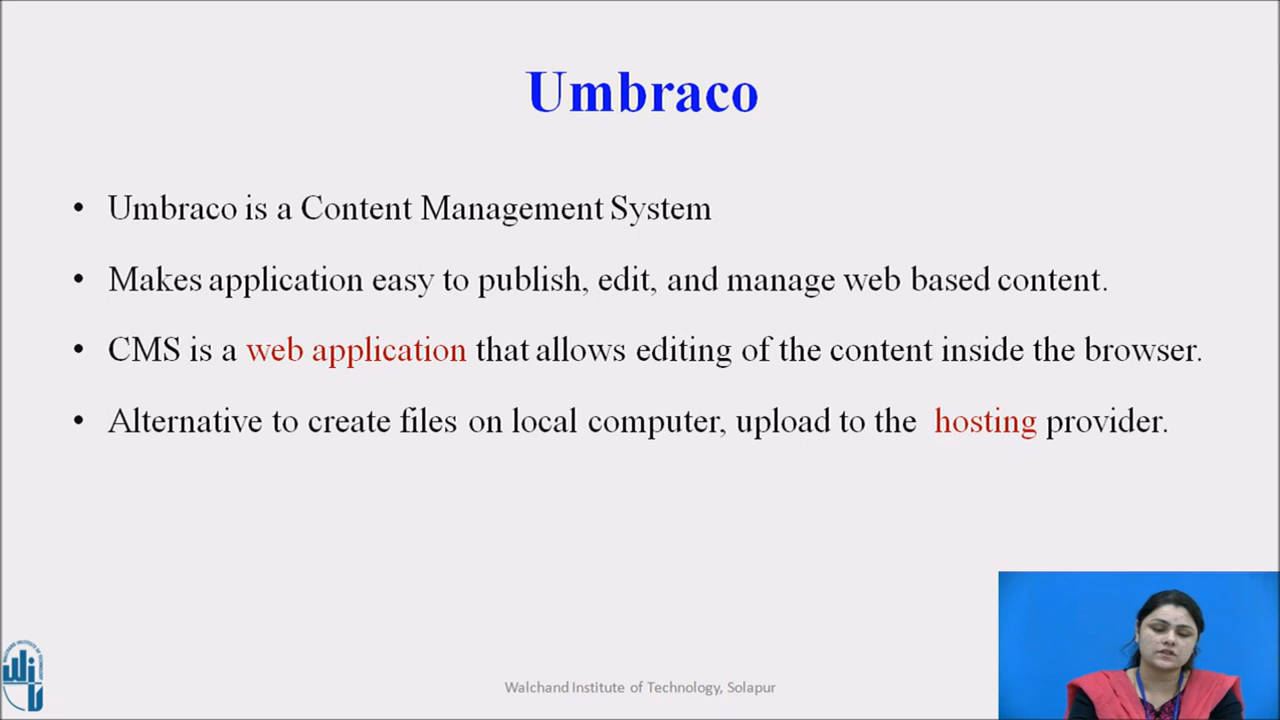 Umbraco
• Umbraco is a Content Management System
• Makes application easy to publish, edit, and manage web based content.
• CMS is a web application that allows editing of the content inside the browser.
• Alternative to create files on local computer, upload to the hosting provider.
Walchand Institute of Technology, Solapur